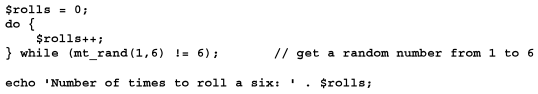 $rolls = 0;
do {
    $rolls++;
} while (mt_rand(1,6) != 6);        // get a random number from 1 to 6

echo 'Number of times to roll a six: ' . $rolls;